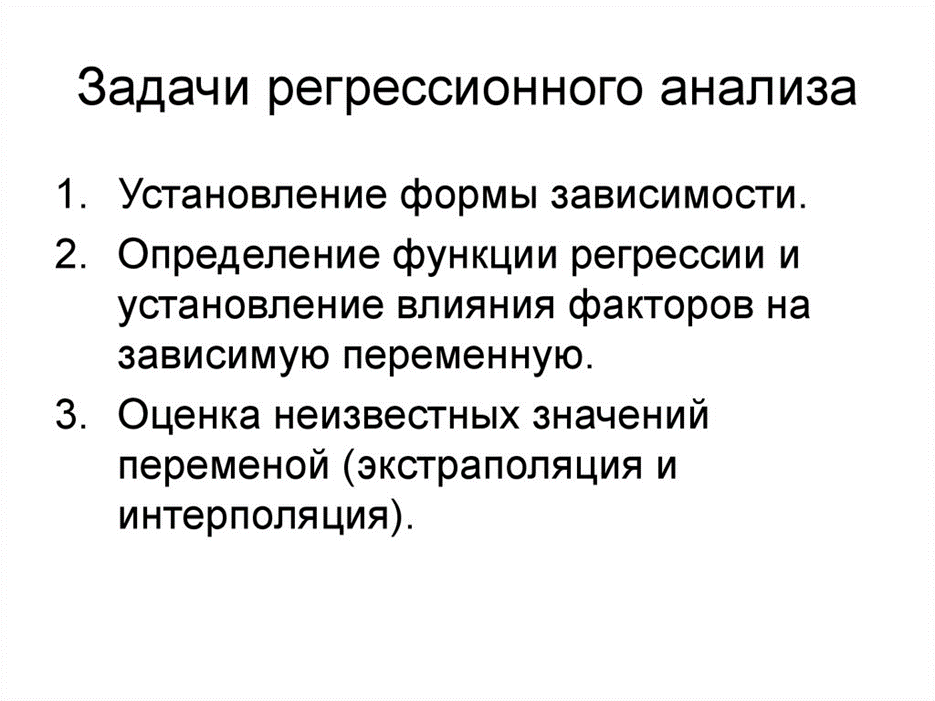 Задачи регрессионного анализа
1. Установление формы зависимости.
2. Определение функции регрессии и
установление влияния факторов на
зависимую переменную.
3. Оценка неизвестных значений
переменой (экстраполяция и
интерполяция).